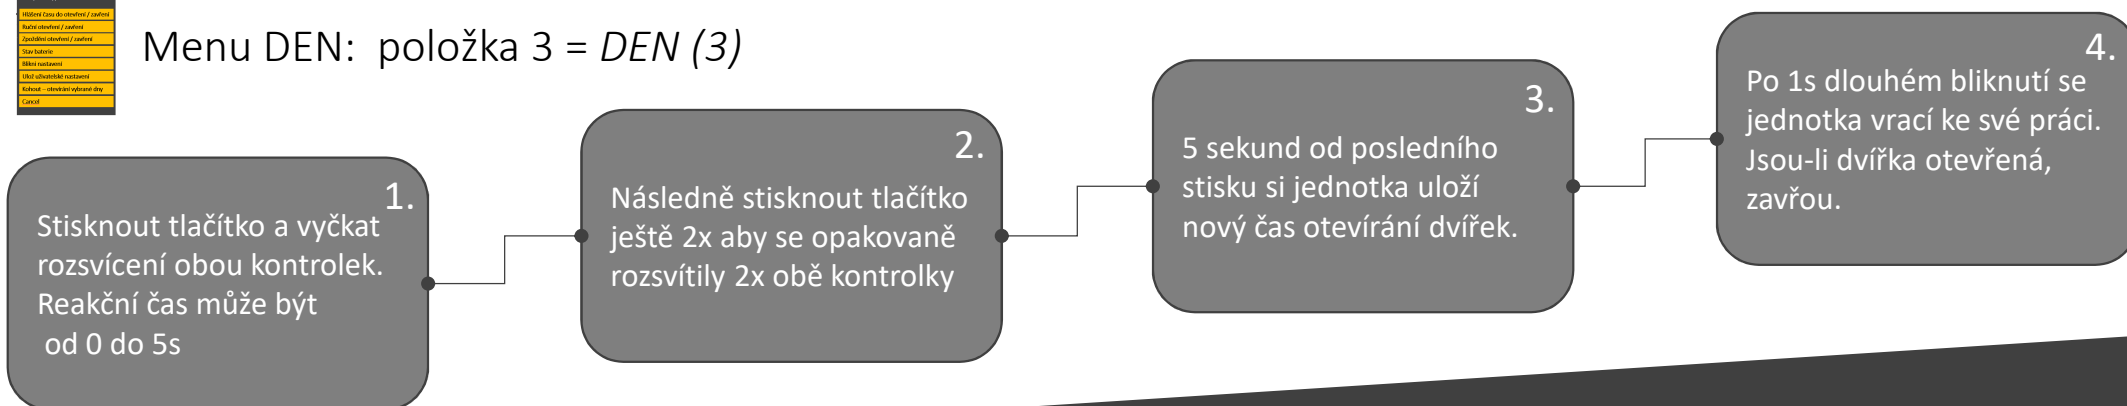 Hlášení času do otevření / zavření
Ruční otevření / zavření
Zpoždění otevření / zavření
Stav baterie
Blikni nastavení
Ulož uživatelské nastavení
Kohout – otevírání vybrané dny
Cancel
Menu DEN: položka 3 = DEN (3)
1.
Stisknout tlačítko a vyčkat
rozsvícení obou kontrolek.
Reakční čas může být
od 0 do 5s
2.
Následně stisknout tlačítko
ještě 2x aby se opakovaně
rozsvítily 2x obě kontrolky
3.
5 sekund od posledního
stisku si jednotka uloží
nový čas otevírání dvířek.
4.
Po 1s dlouhém bliknutí se
jednotka vrací ke své práci.
Jsou-li dvířka otevřená,
zavřou.